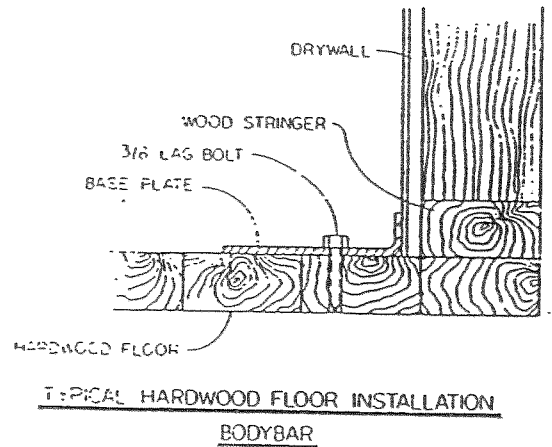 DRYWALL
WOOD STRINGER
3/8 LAG BOLT
BASE PLATE
HARDWOOD FLOOR
TYPICAL HARDWOOD FLOOR INSTALLATION
BODYBAR